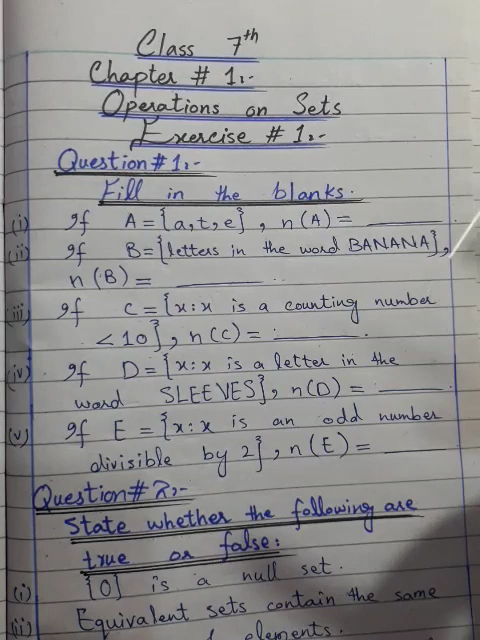 Class 7th
Chapter # 1:-
Operations on Sets
Exercise # 1:-
Question # 1:-
Fill in the blanks.
(i) If A = {a, t, e}, n(A) = ______
(ii) If B = {letters in the word BANANA},
n(B) = ______
(iii) If C = {x:x is a counting number
< 10}, n(C) = ______.
(iv) If D = {x:x is a letter in the
word SLEEVES}, n(D) = ______
(v) If E = {x:x is an odd number
divisible by 2}, n(E) = ______
Question # 2:-
State whether the following are
true or false:
(i) {0} is a null set.
(ii) Equivalent sets contain the same
elements.